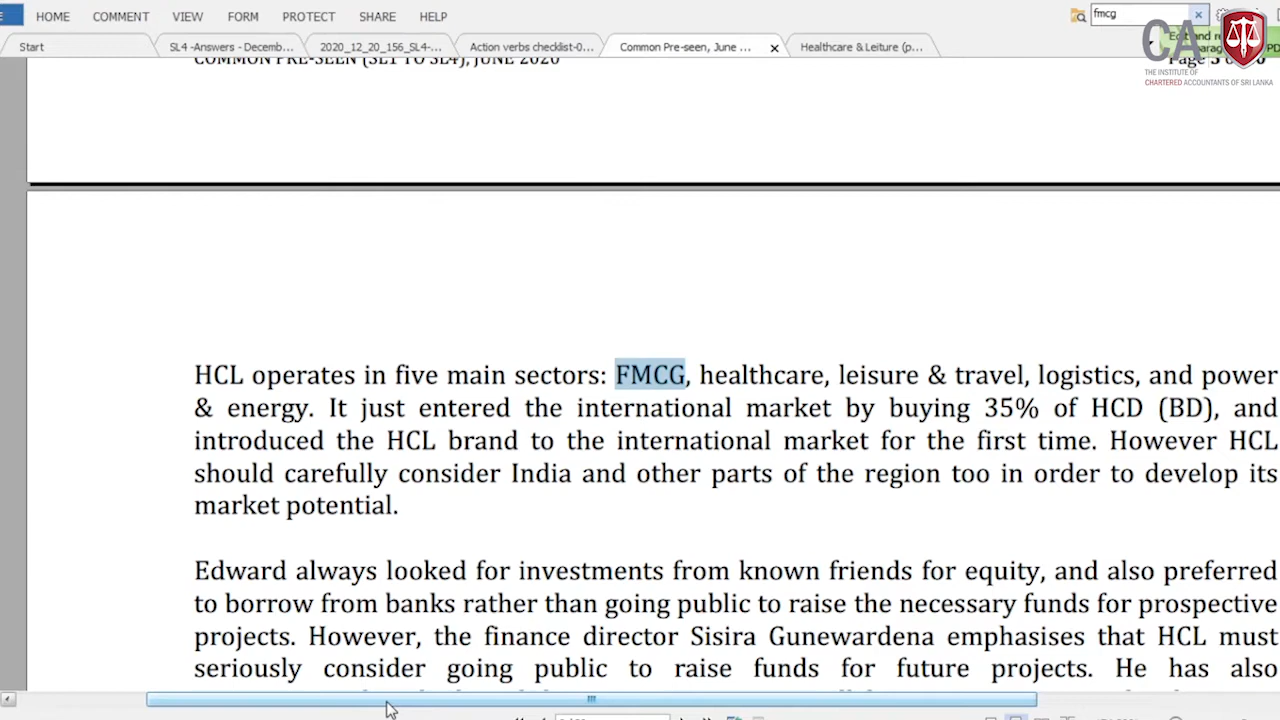 HOME COMMENT VIEW FORM PROTECT SHARE HELP
fmcg
Start SL4 -Answers - Decemb... 2020_12_20_156_SL4-... Action verbs checklist-0... Common Pre-seen, June ... Healthcare & Leiture (p...
CA
THE INSTITUTE OF
CHARTERED ACCOUNTANTS OF SRI LANKA
COMMON PRE-SEEN (SL1 TO SL4), JUNE 2020
HCL operates in five main sectors: FMCG, healthcare, leisure & travel, logistics, and power
& energy. It just entered the international market by buying 35% of HCD (BD), and
introduced the HCL brand to the international market for the first time. However HCL
should carefully consider India and other parts of the region too in order to develop its
market potential.
Edward always looked for investments from known friends for equity, and also preferred
to borrow from banks rather than going public to raise the necessary funds for prospective
projects. However, the finance director Sisira Gunewardena emphasises that HCL must
seriously consider going public to raise funds for future projects. He has also